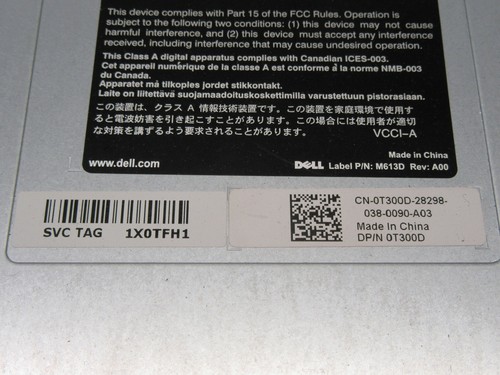 This device complies with Part 15 of the FCC Rules. Operation is
subject to the following two conditions: (1) this device may not cause
harmful interference, and (2) this device must accept any interference
received, including interference that may cause undesired operation.
This Class A digital apparatus complies with Canadian ICES-003.
Cet appareil numérique de la classe A est conforme à la norme NMB-003
du Canada.
Apparatet må tilkoples jordet stikkontakt.
Laite on liitettävä suojamaadoituskoskettimilla varustettuun pistorasiaan.
この装置は、クラス A 情報技術装置です。この装置を家庭環境で使用す
ると電波妨害を引き起こすことがあります。この場合には使用者が適切
な対策を講ずるよう要求されることがあります。
VCCI-A
Made in China
www.dell.com DELL Label P/N: M613D Rev: A00
SVC TAG 1X0TFH1
CN-0T300D-28298-
038-0090-A03
Made In China
DP/N 0T300D